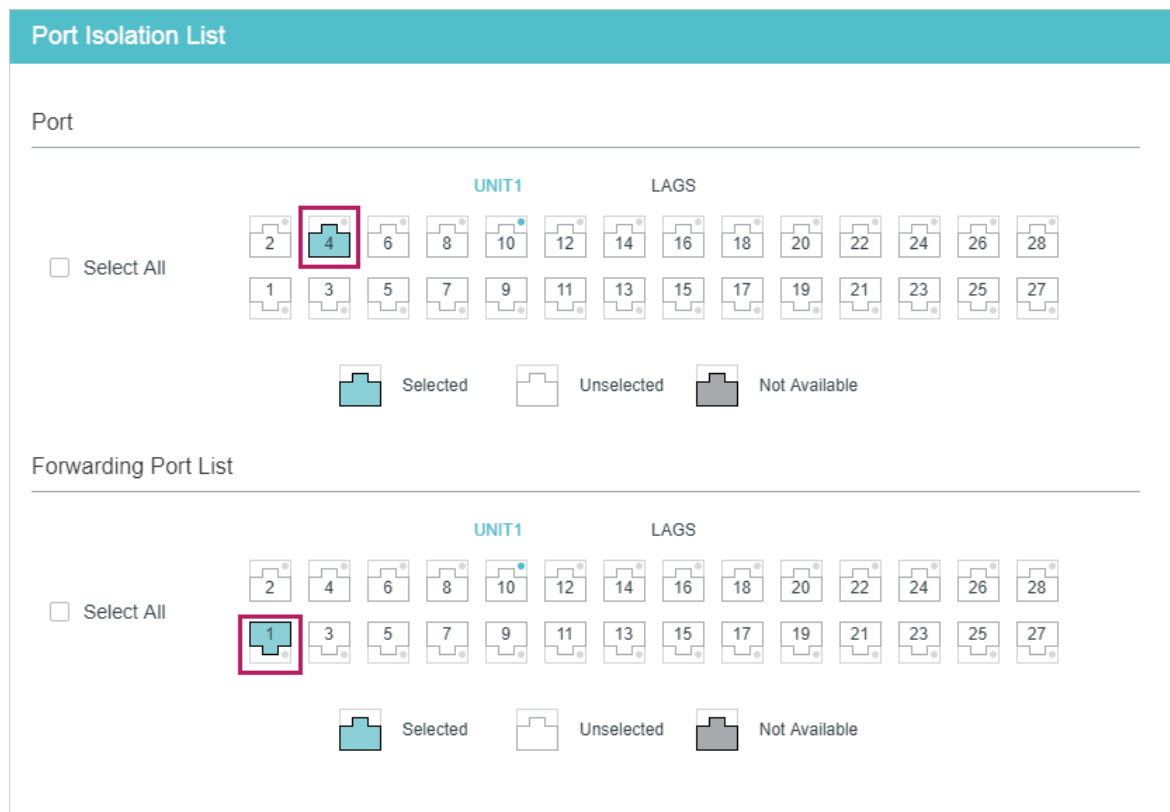 Port Isolation List
Port
UNIT1 LAGS
2 4 6 8 10 12 14 16 18 20 22 24 26 28
Select All
1 3 5 7 9 11 13 15 17 19 21 23 25 27
Selected Unselected Not Available
Forwarding Port List
UNIT1 LAGS
2 4 6 8 10 12 14 16 18 20 22 24 26 28
Select All
1 3 5 7 9 11 13 15 17 19 21 23 25 27
Selected Unselected Not Available